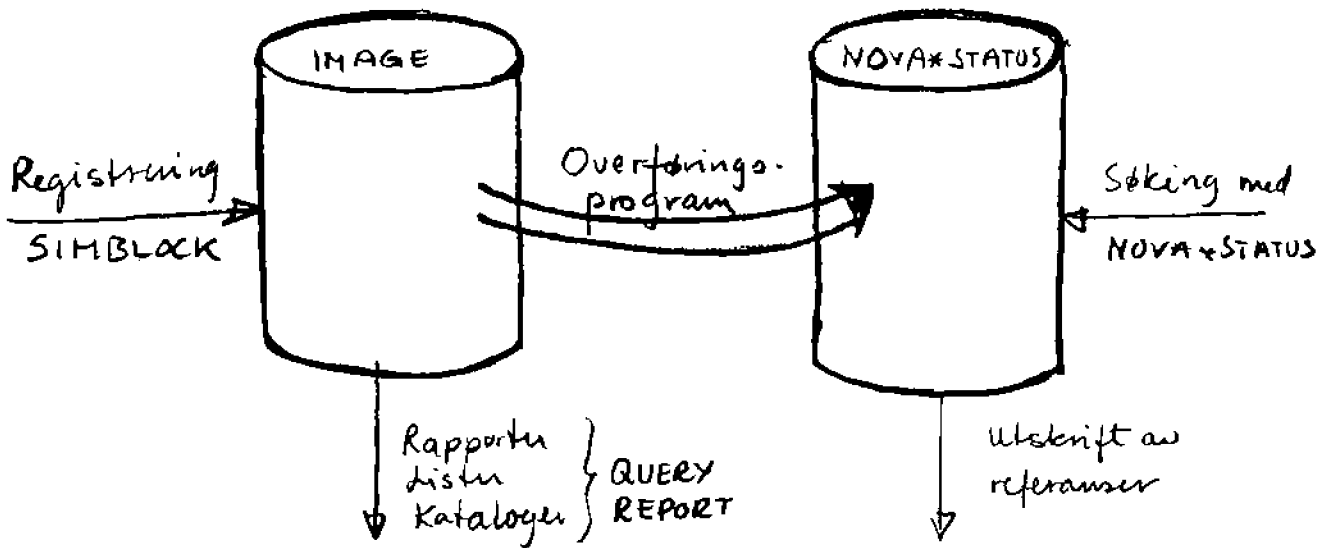 IMAGE
NOVA*STATUS
Registrering
SIMBLOCK
Overførings-
program
Søking med
NOVA*STATUS
Rapporter
Lister
Kataloger
QUERY
REPORT
Utskrift av
referanser